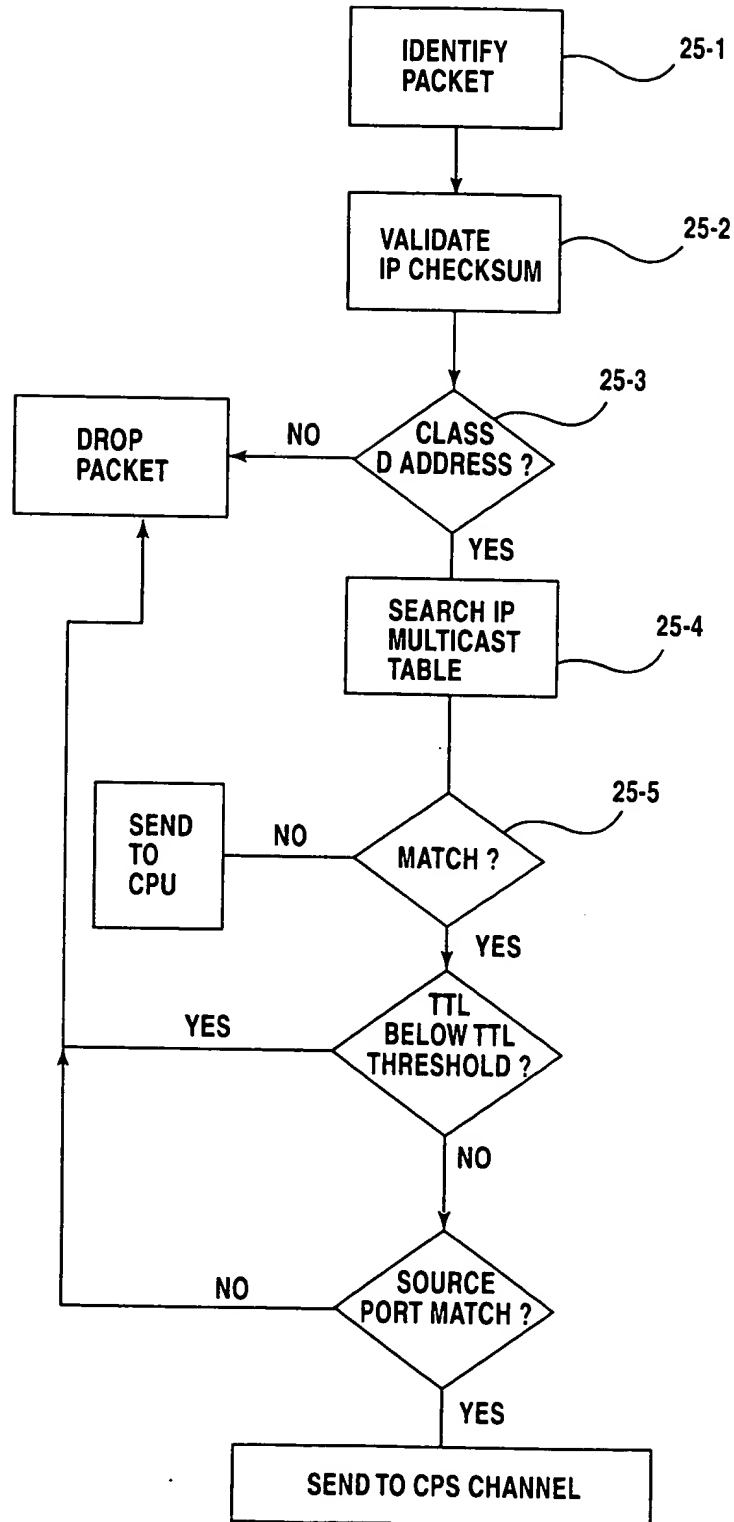 IDENTIFY
PACKET
25-1
VALIDATE
IP CHECKSUM
25-2
25-3
CLASS
D ADDRESS ?
NO
DROP
PACKET
YES
SEARCH IP
MULTICAST
TABLE
25-4
25-5
MATCH ?
NO
SEND
TO
CPU
YES
TTL
BELOW TTL
THRESHOLD ?
YES
NO
SOURCE
PORT MATCH ?
NO
YES
SEND TO CPS CHANNEL